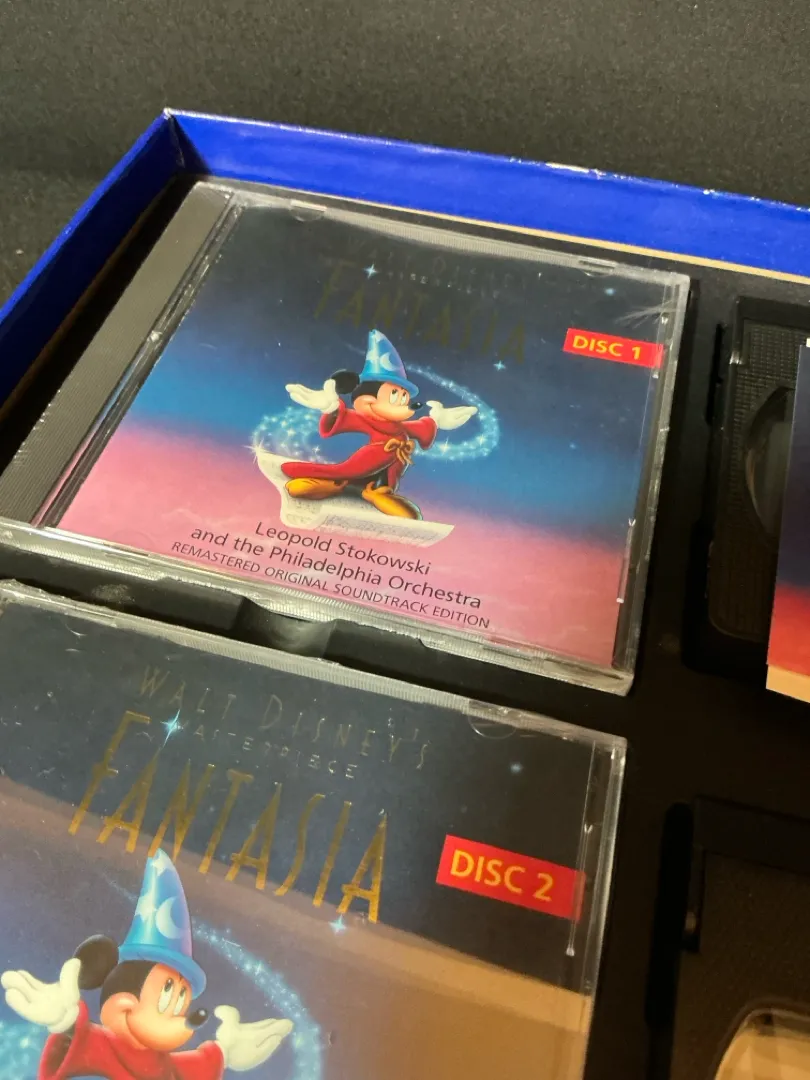 WALT DISNEY'S
MASTERPIECE
FANTASIA
DISC 1
Leopold Stokowski
and the Philadelphia Orchestra
REMASTERED ORIGINAL SOUNDTRACK EDITION
WALT DISNEY'S
MASTERPIECE
FANTASIA
DISC 2